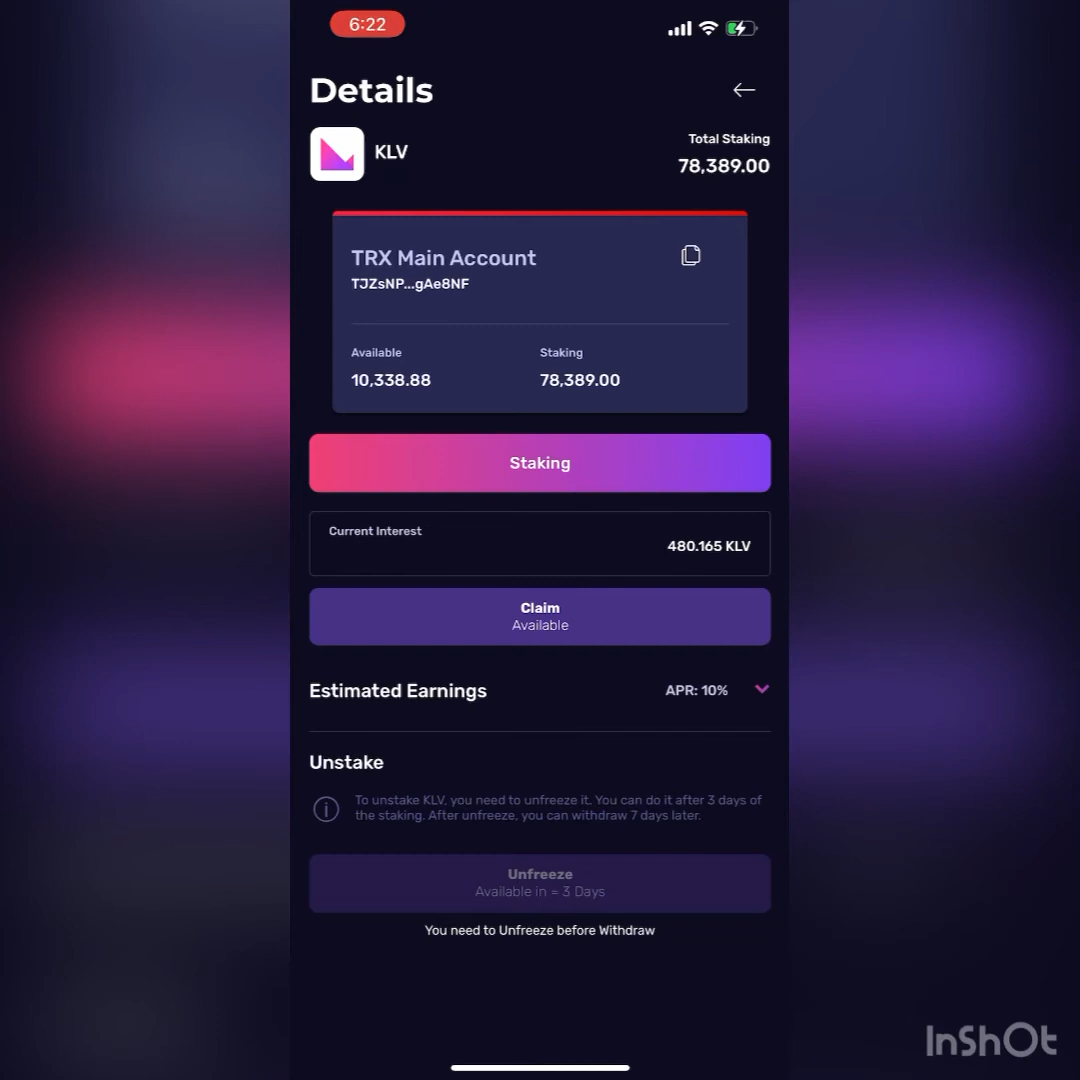 6:22
Details
KLV
Total Staking
78,389.00
TRX Main Account
TJZsNP...gAe8NF
Available
10,338.88
Staking
78,389.00
Staking
Current Interest
480.165 KLV
Claim
Available
Estimated Earnings
APR: 10%
Unstake
To unstake KLV, you need to unfreeze it. You can do it after 3 days of
the staking. After unfreeze, you can withdraw 7 days later.
Unfreeze
Available in ≈ 3 Days
You need to Unfreeze before Withdraw
InShOt